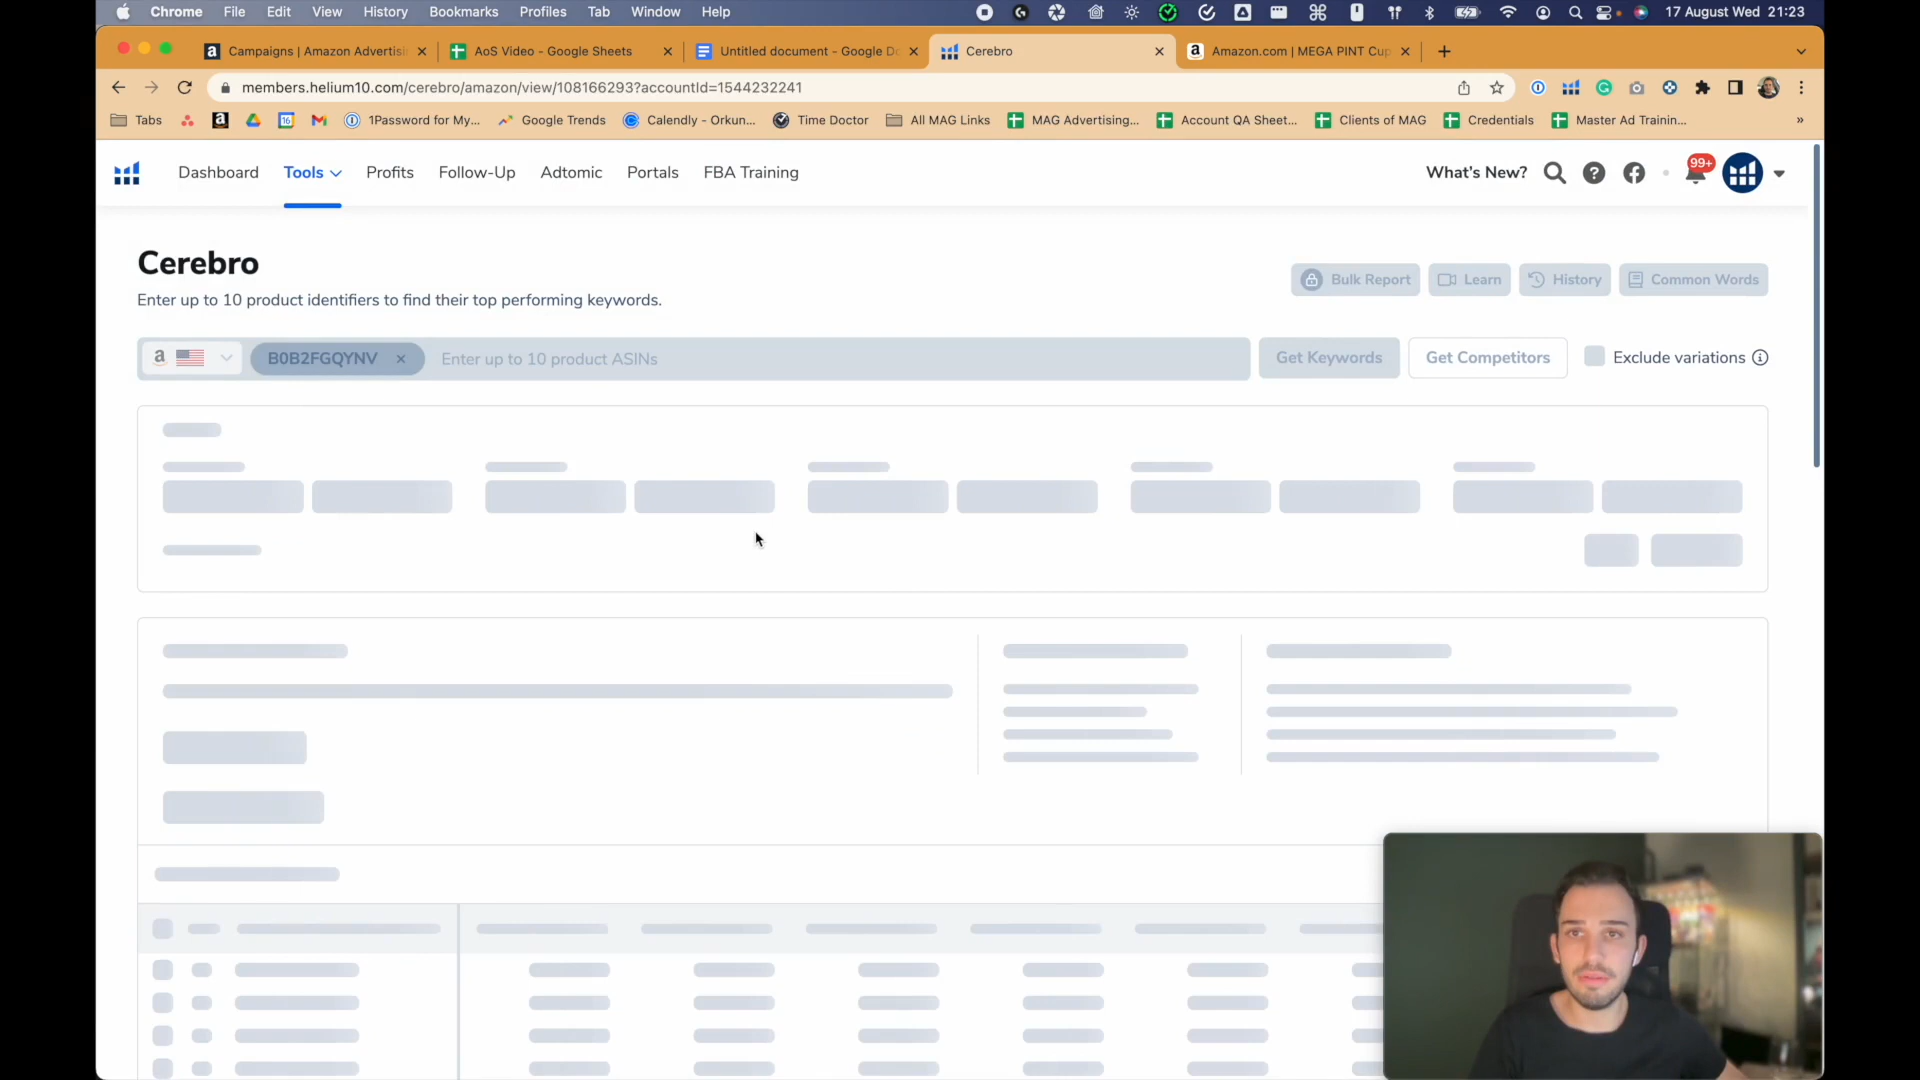 Chrome File Edit View History Bookmarks Profiles Tab Window Help 17 August Wed 21:23
Campaigns | Amazon Advertisi AoS Video - Google Sheets Untitled document - Google Do Cerebro Amazon.com | MEGA PINT Cup
members.helium10.com/cerebro/amazon/view/108166293?accountId=1544232241
Tabs 1Password for My... Google Trends Calendly - Orkun... Time Doctor All MAG Links MAG Advertising... Account QA Sheet... Clients of MAG Credentials Master Ad Trainin... »
Dashboard Tools Profits Follow-Up Adtomic Portals FBA Training What's New? 99+
Cerebro
Enter up to 10 product identifiers to find their top performing keywords.
Bulk Report Learn History Common Words
B0B2FGQYNV Enter up to 10 product ASINs Get Keywords Get Competitors Exclude variations